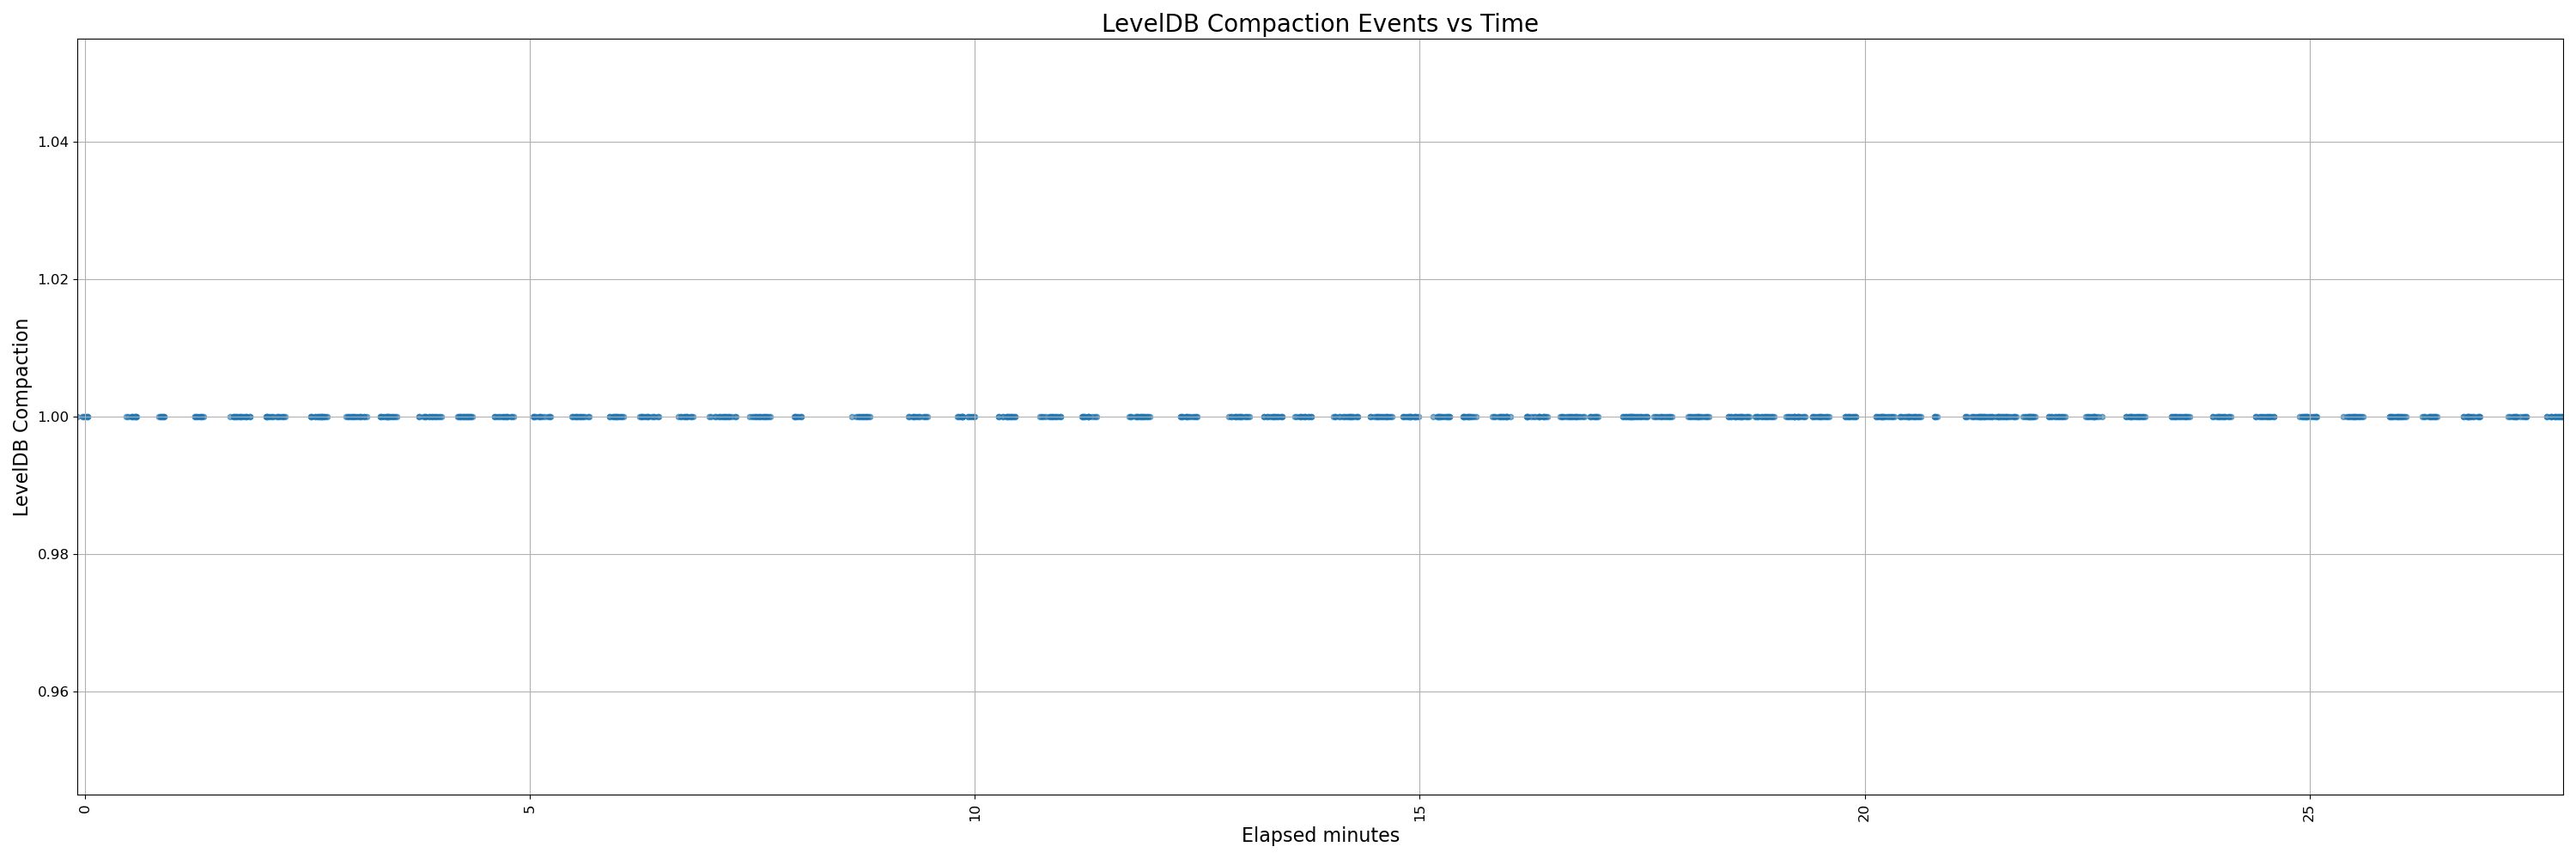 LevelDB Compaction Events vs Time
LevelDB Compaction
1.04
1.02
1.00
0.98
0.96
0 5 10 15 20 25
Elapsed minutes